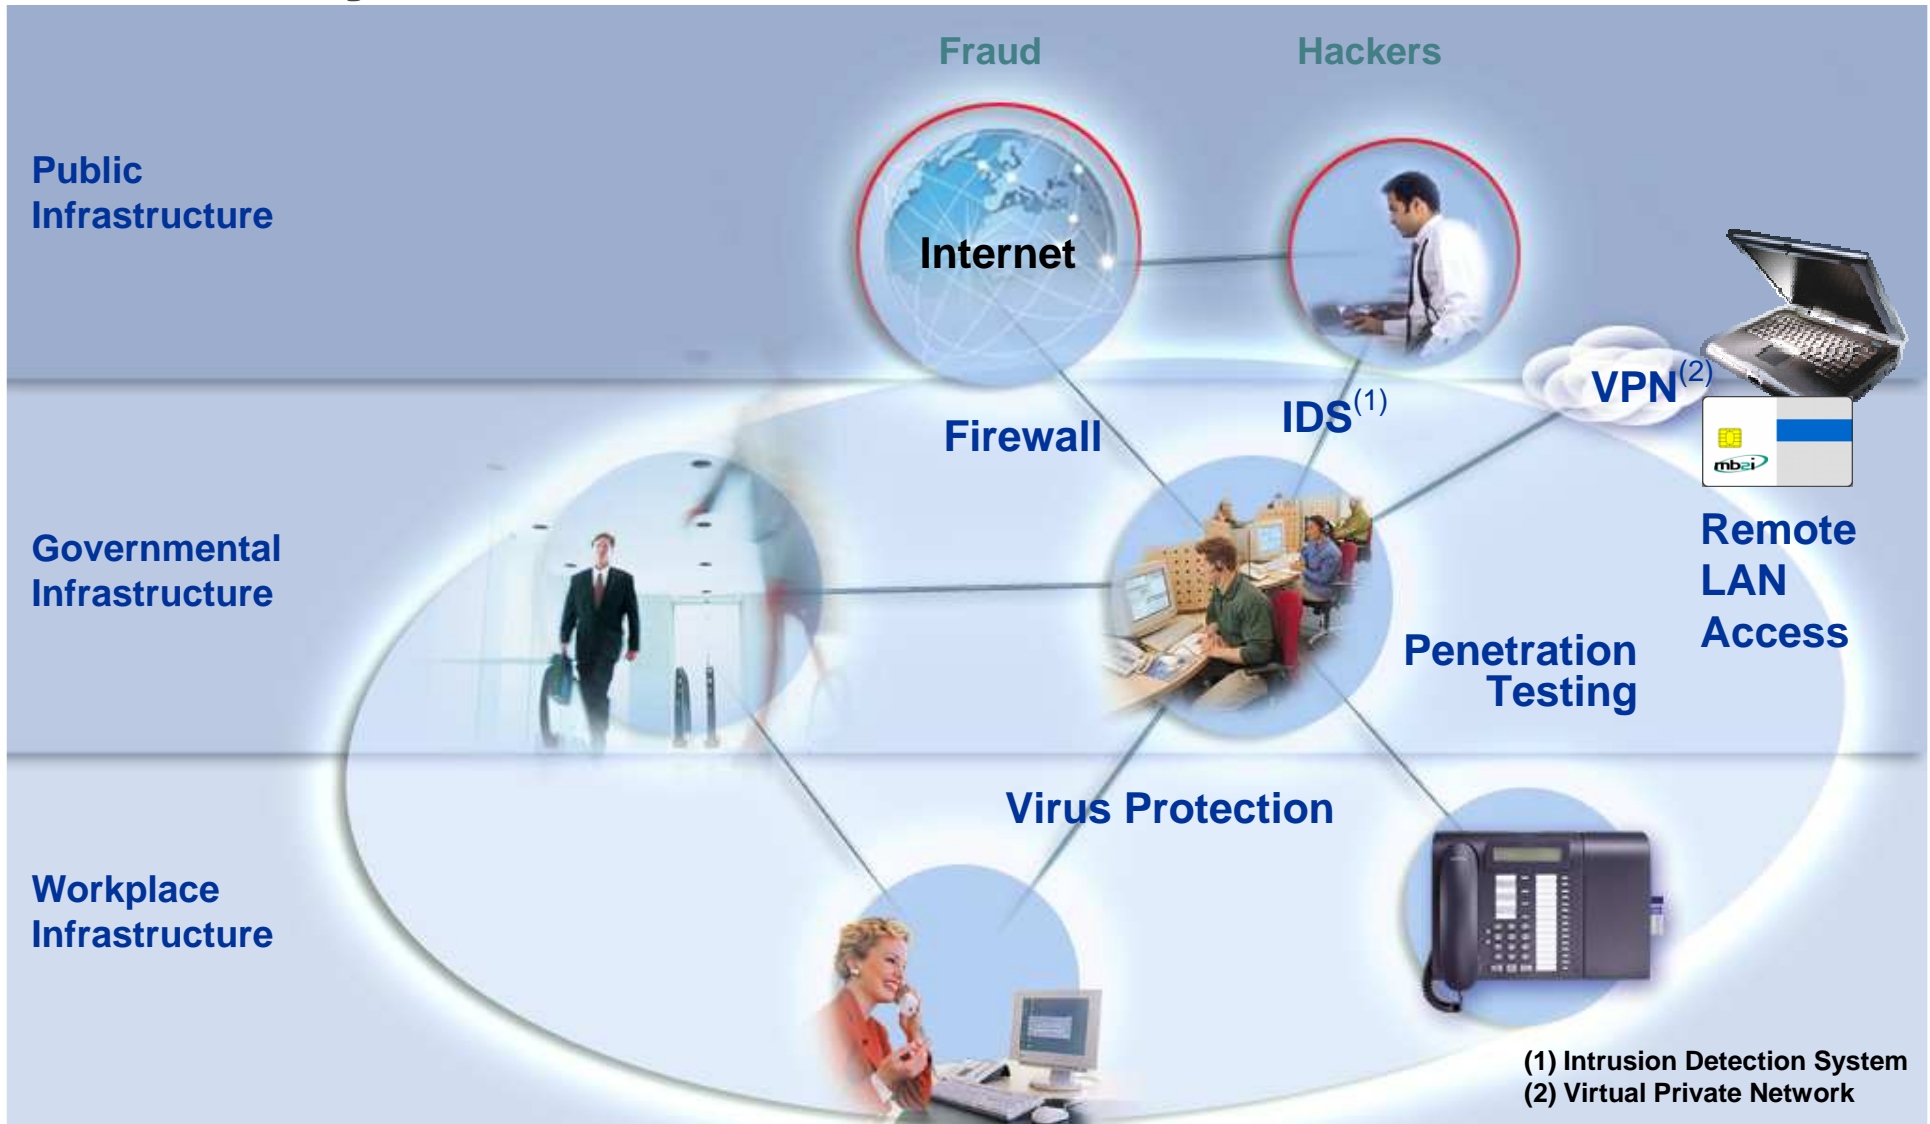 Fraud
Hackers
Public
Infrastructure
Internet
VPN(2)
IDS(1)
Firewall
mb2i
Governmental
Infrastructure
Remote
LAN
Access
Penetration
Testing
Virus Protection
Workplace
Infrastructure
(1) Intrusion Detection System
(2) Virtual Private Network